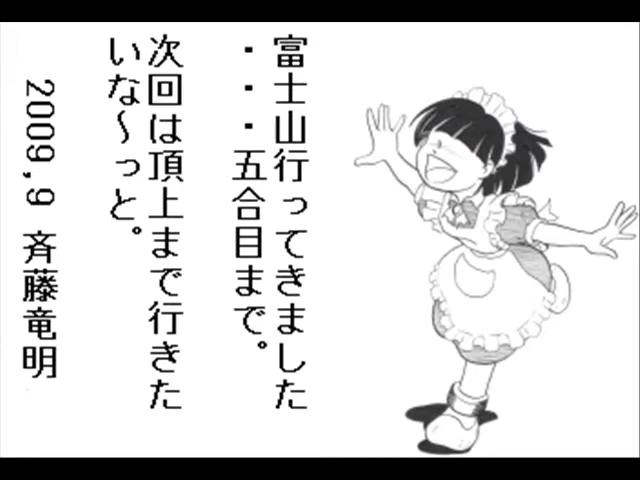 富士山行ってきました
・・・五合目まで。
次回は頂上まで行きた
いな～っと。
2009,9 斉藤竜明